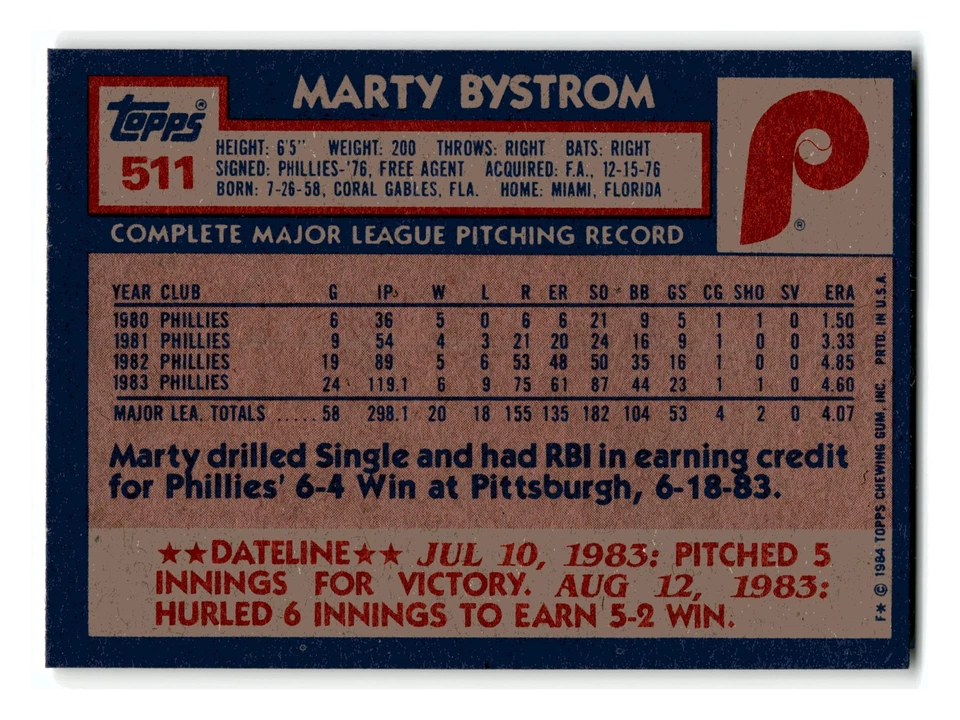 MARTY BYSTROM
Topps®
511
HEIGHT: 6'5" WEIGHT: 200 THROWS: RIGHT BATS: RIGHT
SIGNED: PHILLIES-'76, FREE AGENT ACQUIRED: F.A., 12-15-76
BORN: 7-26-58, CORAL GABLES, FLA. HOME: MIAMI, FLORIDA
P
®
COMPLETE MAJOR LEAGUE PITCHING RECORD
YEAR CLUB G IP W L R ER SO BB GS CG SHO SV ERA
1980 PHILLIES 6 36 5 0 6 6 21 9 5 1 1 0 1.50
1981 PHILLIES 9 54 4 3 21 20 24 16 9 1 0 0 3.33
1982 PHILLIES 19 89 5 6 53 48 50 35 16 1 0 0 4.85
1983 PHILLIES 24 119.1 6 9 75 61 87 44 23 1 1 0 4.60
MAJOR LEA. TOTALS ..... 58 298.1 20 18 155 135 182 104 53 4 2 0 4.07
Marty drilled Single and had RBI in earning credit
for Phillies' 6-4 Win at Pittsburgh, 6-18-83.
★★DATELINE★★ JUL 10, 1983: PITCHED 5
INNINGS FOR VICTORY. AUG 12, 1983:
HURLED 6 INNINGS TO EARN 5-2 WIN.
F★ © 1984 TOPPS CHEWING GUM, INC. PRTD. IN U.S.A.